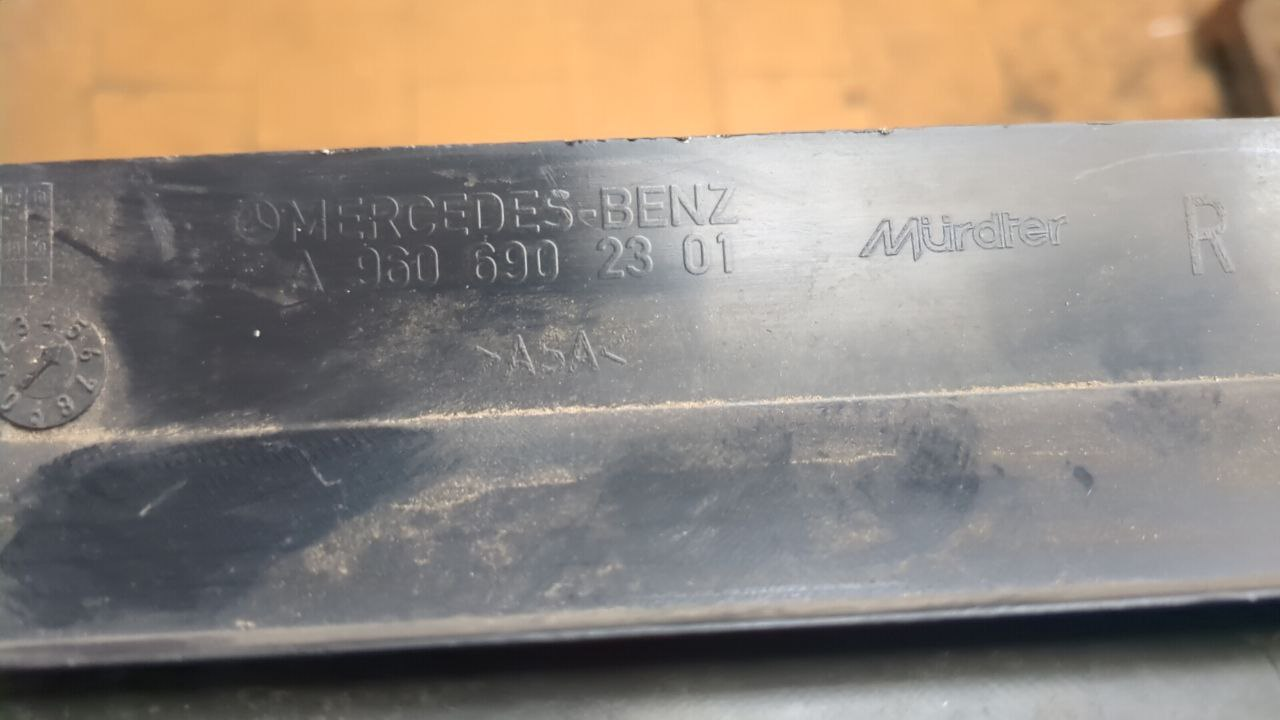 MERCEDES-BENZ
A 960 690 23 01
Mürdter
R
>ASA<